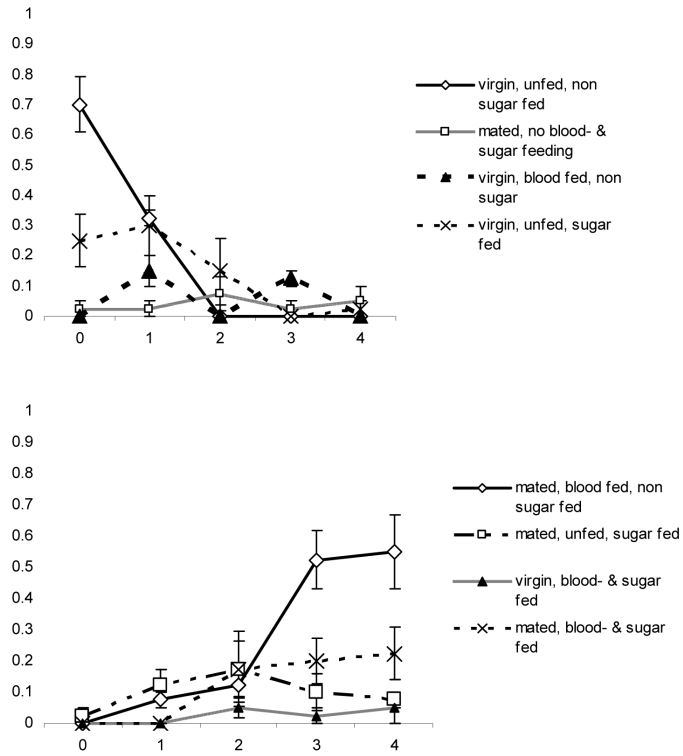 1
0.9
0.8
0.7
0.6
0.5
0.4
0.3
0.2
0.1
0
0 1 2 3 4
virgin, unfed, non
sugar fed
mated, no blood- &
sugar feeding
virgin, blood fed, non
sugar
virgin, unfed, sugar
fed
1
0.9
0.8
0.7
0.6
0.5
0.4
0.3
0.2
0.1
0
0 1 2 3 4
mated, blood fed, non
sugar fed
mated, unfed, sugar fed
virgin, blood- & sugar
fed
mated, blood- & sugar
fed